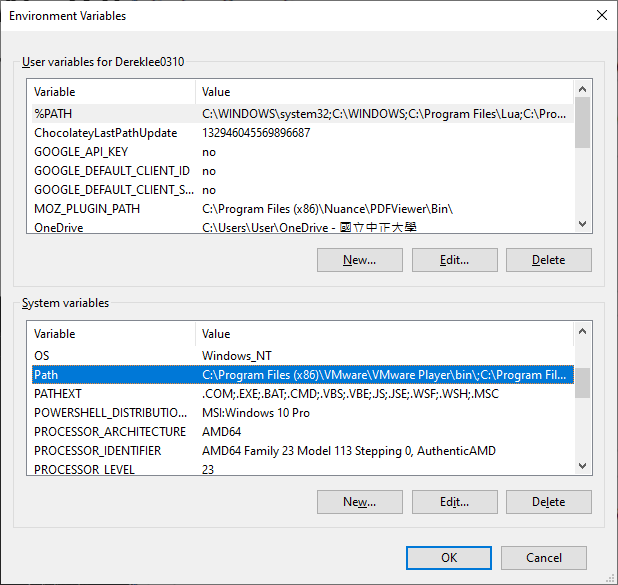 Environment Variables
User variables for Dereklee0310
Variable Value
%PATH C:\WINDOWS\system32;C:\WINDOWS;C:\Program Files\Lua;C:\Pro...
ChocolateyLastPathUpdate 132946045569896687
GOOGLE_API_KEY no
GOOGLE_DEFAULT_CLIENT_ID no
GOOGLE_DEFAULT_CLIENT_S... no
MOZ_PLUGIN_PATH C:\Program Files (x86)\Nuance\PDFViewer\Bin\
OneDrive C:\Users\User\OneDrive - 國立中正大學
New... Edit... Delete
System variables
Variable Value
OS Windows_NT
Path C:\Program Files (x86)\VMware\VMware Player\bin\;C:\Program Fil...
PATHEXT .COM;.EXE;.BAT;.CMD;.VBS;.VBE;.JS;.JSE;.WSF;.WSH;.MSC
POWERSHELL_DISTRIBUTIO... MSI:Windows 10 Pro
PROCESSOR_ARCHITECTURE AMD64
PROCESSOR_IDENTIFIER AMD64 Family 23 Model 113 Stepping 0, AuthenticAMD
PROCESSOR_LEVEL 23
New... Edit... Delete
OK Cancel